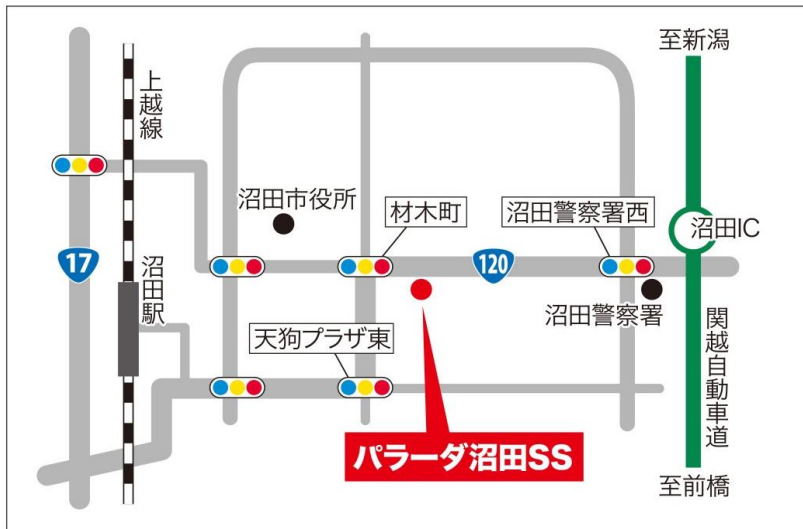 至新潟
上越線
沼田市役所
材木町
沼田警察署西
沼田IC
17
120
沼田駅
沼田警察署
天狗プラザ東
関越自動車道
パラーダ沼田SS
至前橋